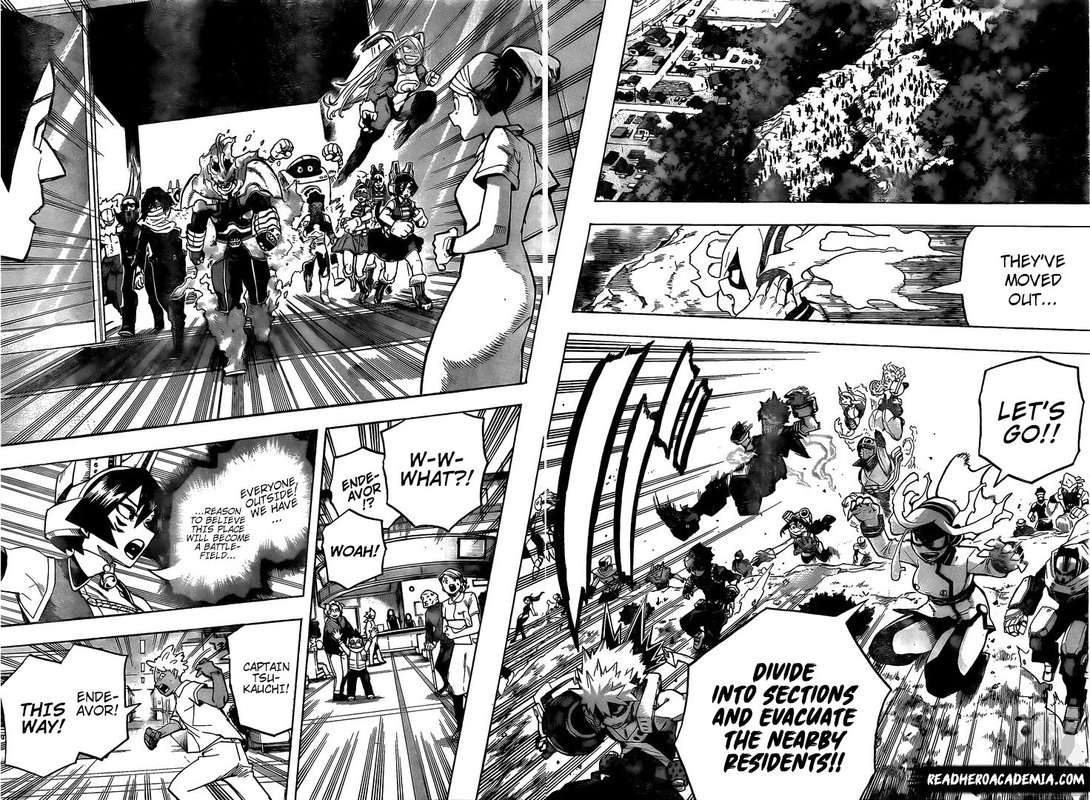 THEY'VE
MOVED
OUT...
LET'S
GO!!
DIVIDE
INTO SECTIONS
AND EVACUATE
THE NEARBY
RESIDENTS!!
W-W-
WHAT?!
ENDE-
AVOR
!?
WOAH!
EVERYONE
OUTSIDE!
WE HAVE
...
...REASON
TO BELIEVE
THIS PLACE
WILL BECOME
A BATTLE-
FIELD...
CAPTAIN
TSU-
KAUCHI!
ENDE-
AVOR!
THIS
WAY!
READHEROACADEMIA.COM